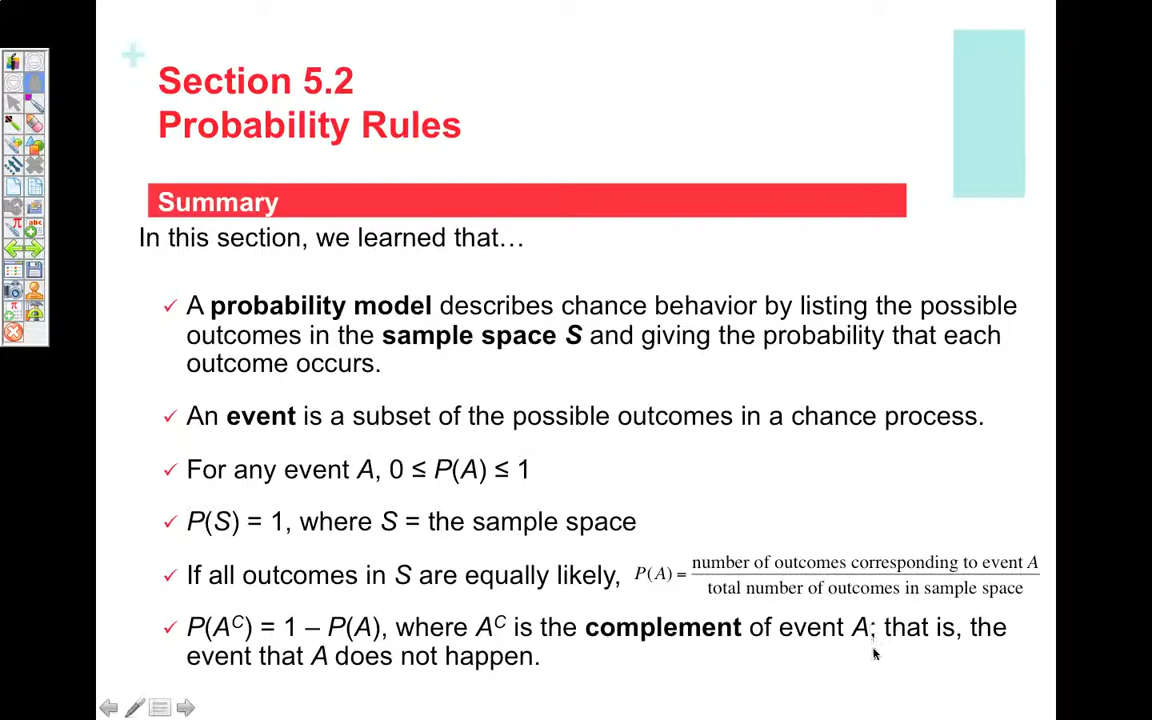 Section 5.2
Probability Rules
Summary
In this section, we learned that…
✓ A probability model describes chance behavior by listing the possible
outcomes in the sample space S and giving the probability that each
outcome occurs.
✓ An event is a subset of the possible outcomes in a chance process.
✓ For any event A, 0 ≤ P(A) ≤ 1
✓ P(S) = 1, where S = the sample space
✓ If all outcomes in S are equally likely, P(A) = number of outcomes corresponding to event A / total number of outcomes in sample space
✓ P(Aᶜ) = 1 – P(A), where Aᶜ is the complement of event A; that is, the
event that A does not happen.